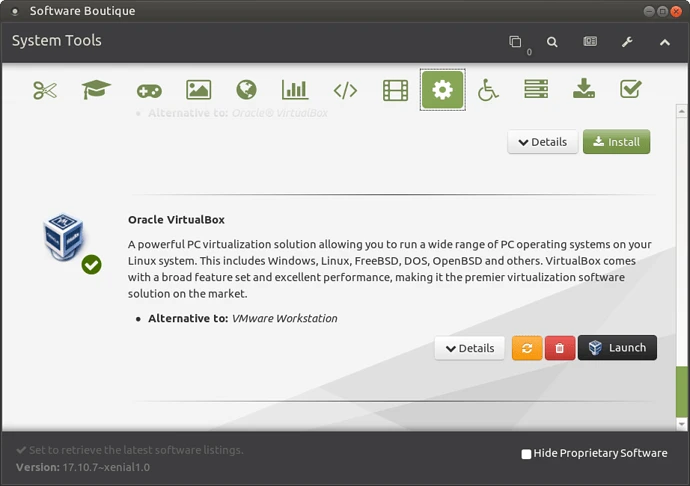 Software Boutique
System Tools
0
• Alternative to: Oracle® VirtualBox
Details
Install
Oracle VirtualBox
A powerful PC virtualization solution allowing you to run a wide range of PC operating systems on your
Linux system. This includes Windows, Linux, FreeBSD, DOS, OpenBSD and others. VirtualBox comes
with a broad feature set and excellent performance, making it the premier virtualization software
solution on the market.
• Alternative to: VMware Workstation
Details
Launch
Set to retrieve the latest software listings.
Hide Proprietary Software
Version: 17.10.7~xenial1.0